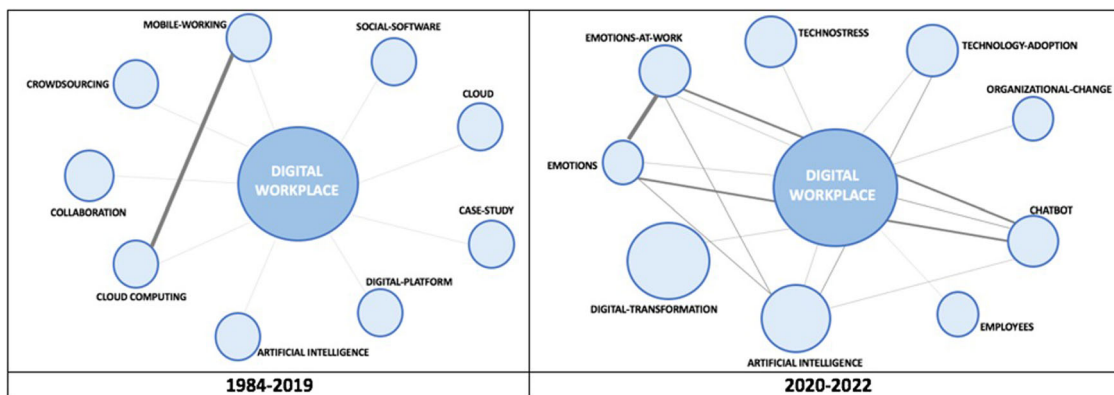 MOBILE-WORKING
SOCIAL-SOFTWARE
CROWDSOURCING
CLOUD
DIGITAL
WORKPLACE
COLLABORATION
CASE-STUDY
CLOUD COMPUTING
DIGITAL-PLATFORM
ARTIFICIAL INTELLIGENCE
1984-2019
EMOTIONS-AT-WORK
TECHNOSTRESS
TECHNOLOGY-ADOPTION
ORGANIZATIONAL-CHANGE
EMOTIONS
DIGITAL
WORKPLACE
CHATBOT
DIGITAL-TRANSFORMATION
EMPLOYEES
ARTIFICIAL INTELLIGENCE
2020-2022